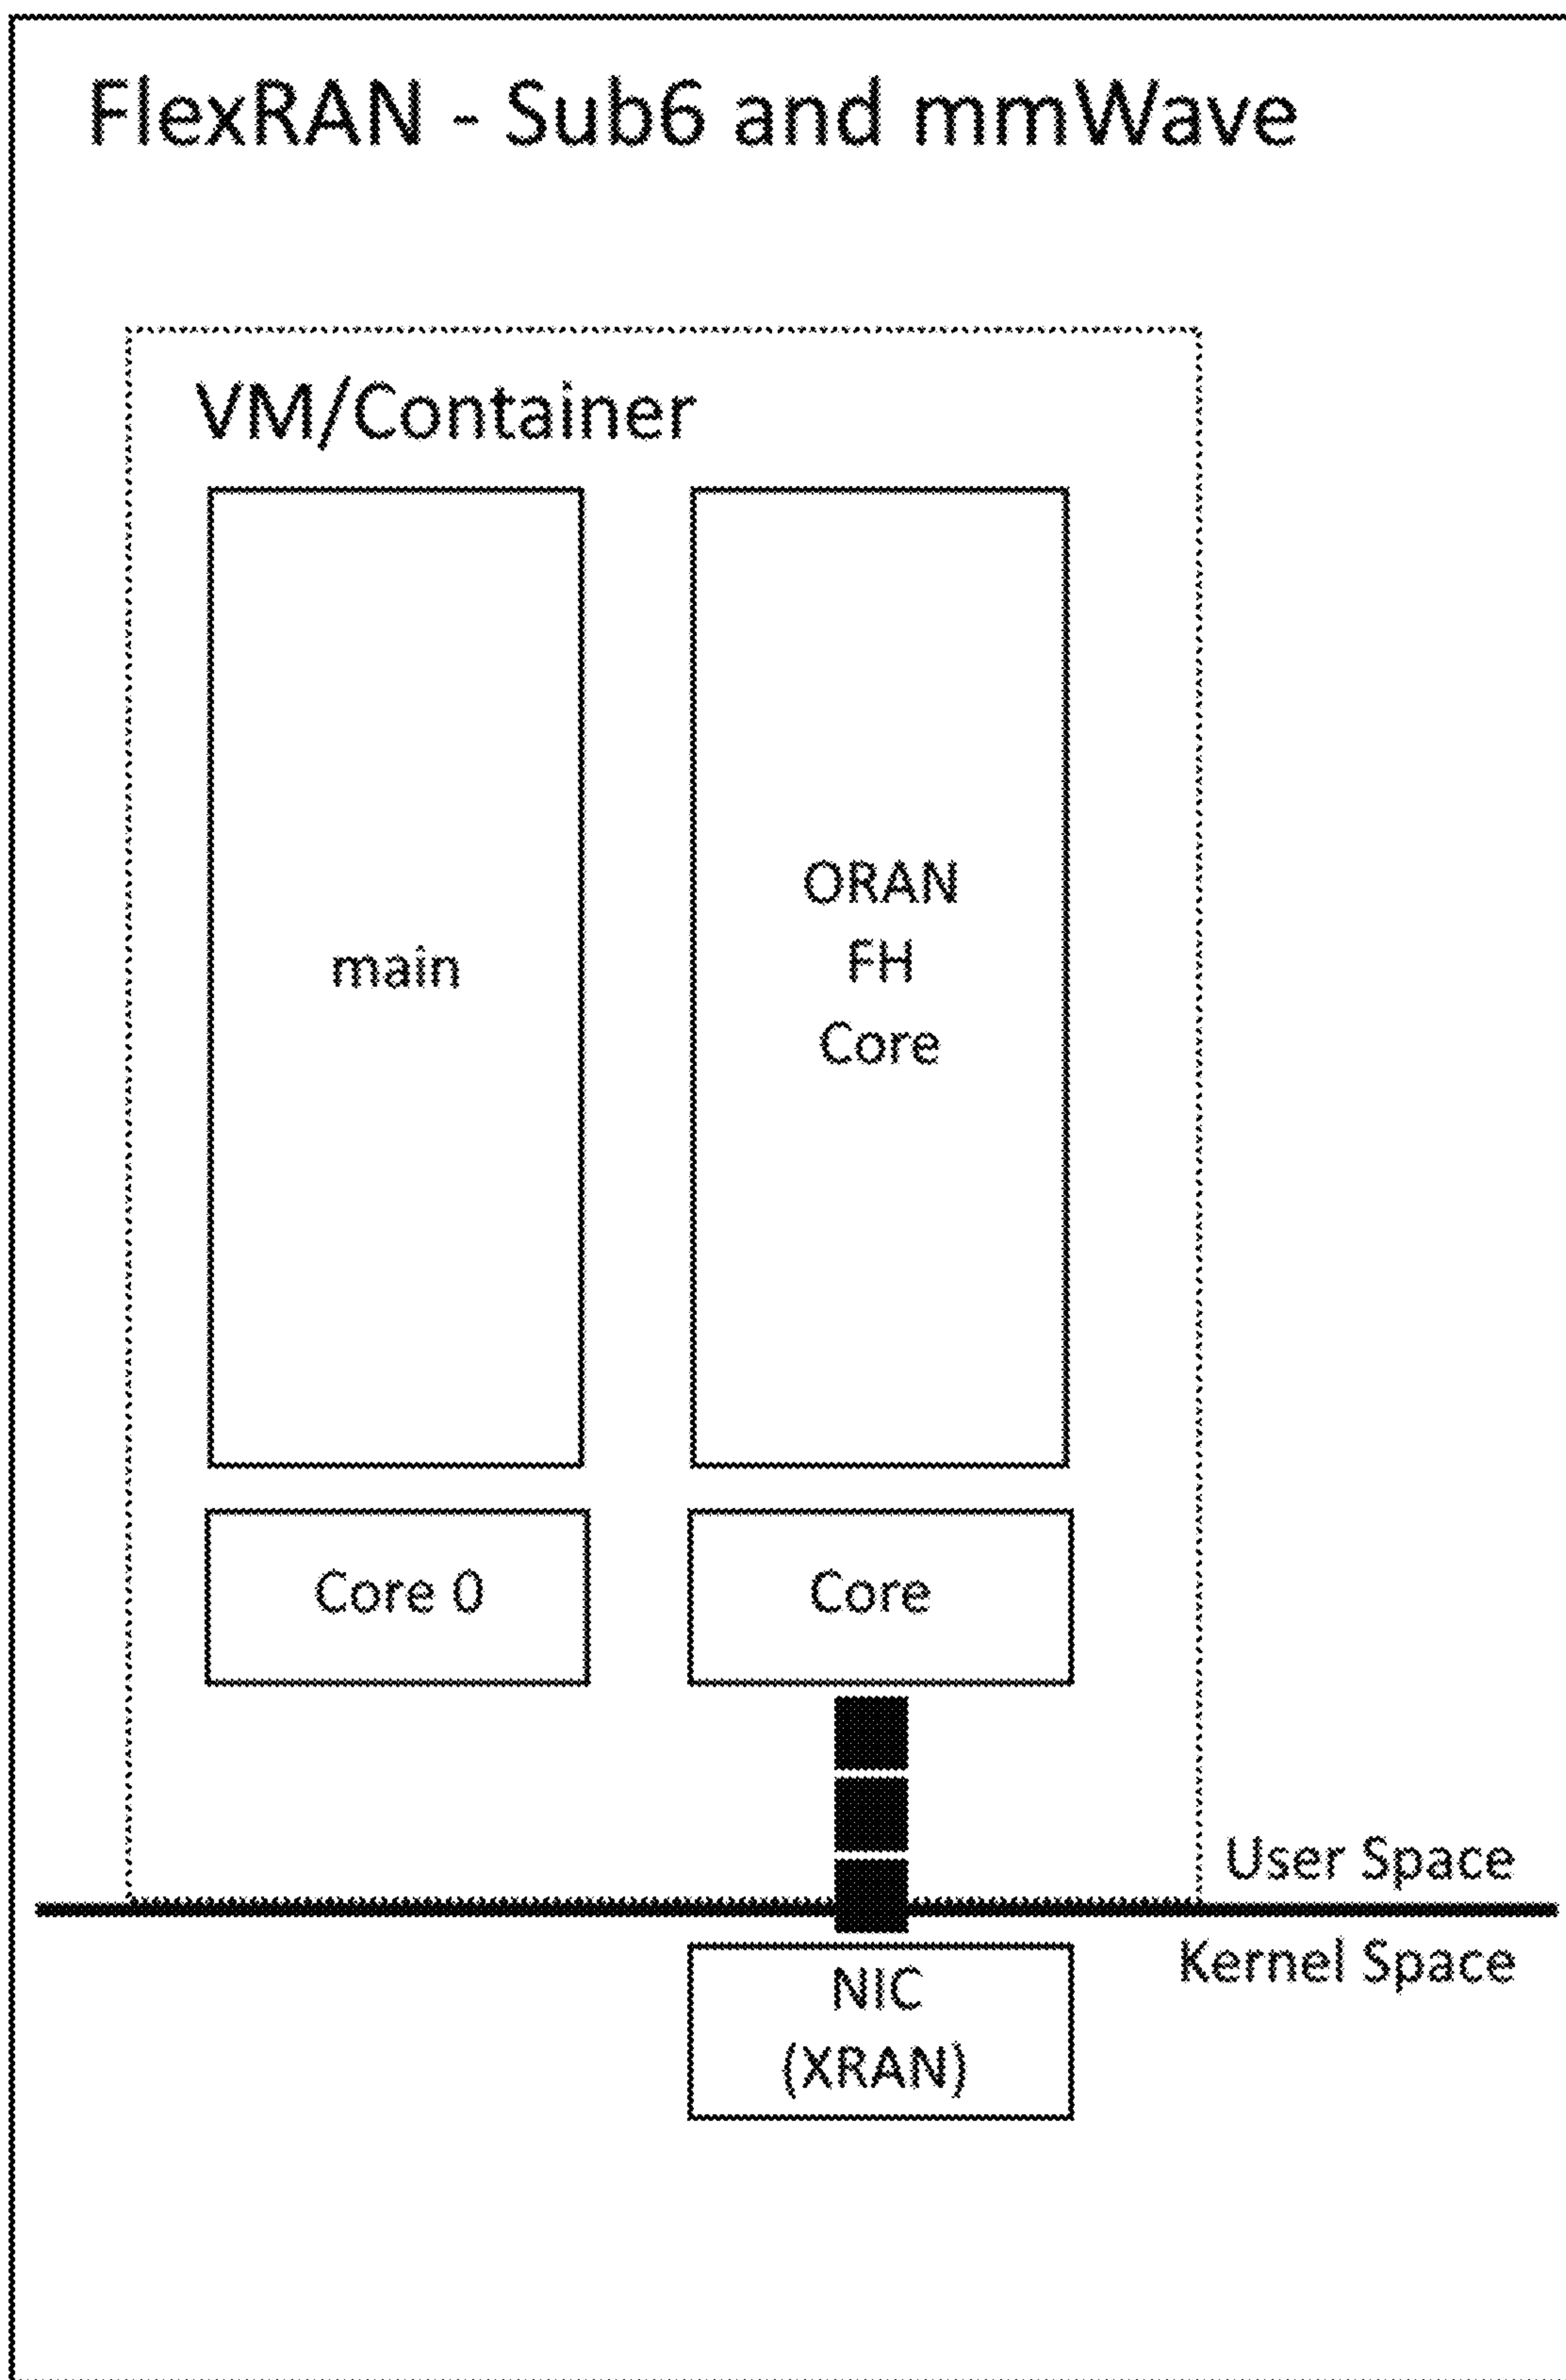 FlexRAN - Sub6 and mmWave
VM/Container
main
ORAN
FH
Core
Core 0
Core
User Space
Kernel Space
NIC
(XRAN)